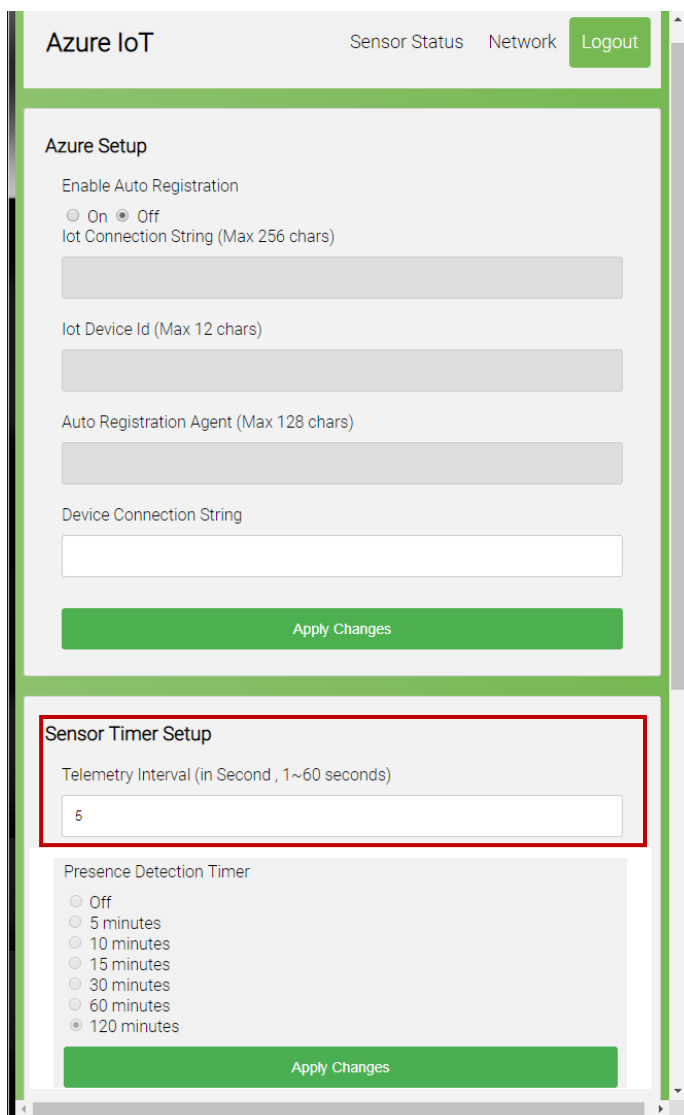 Azure IoT Sensor Status Network Logout
Azure Setup
Enable Auto Registration
On Off
Iot Connection String (Max 256 chars)
Iot Device Id (Max 12 chars)
Auto Registration Agent (Max 128 chars)
Device Connection String
Apply Changes
Sensor Timer Setup
Telemetry Interval (in Second , 1~60 seconds)
5
Presence Detection Timer
Off
5 minutes
10 minutes
15 minutes
30 minutes
60 minutes
120 minutes
Apply Changes